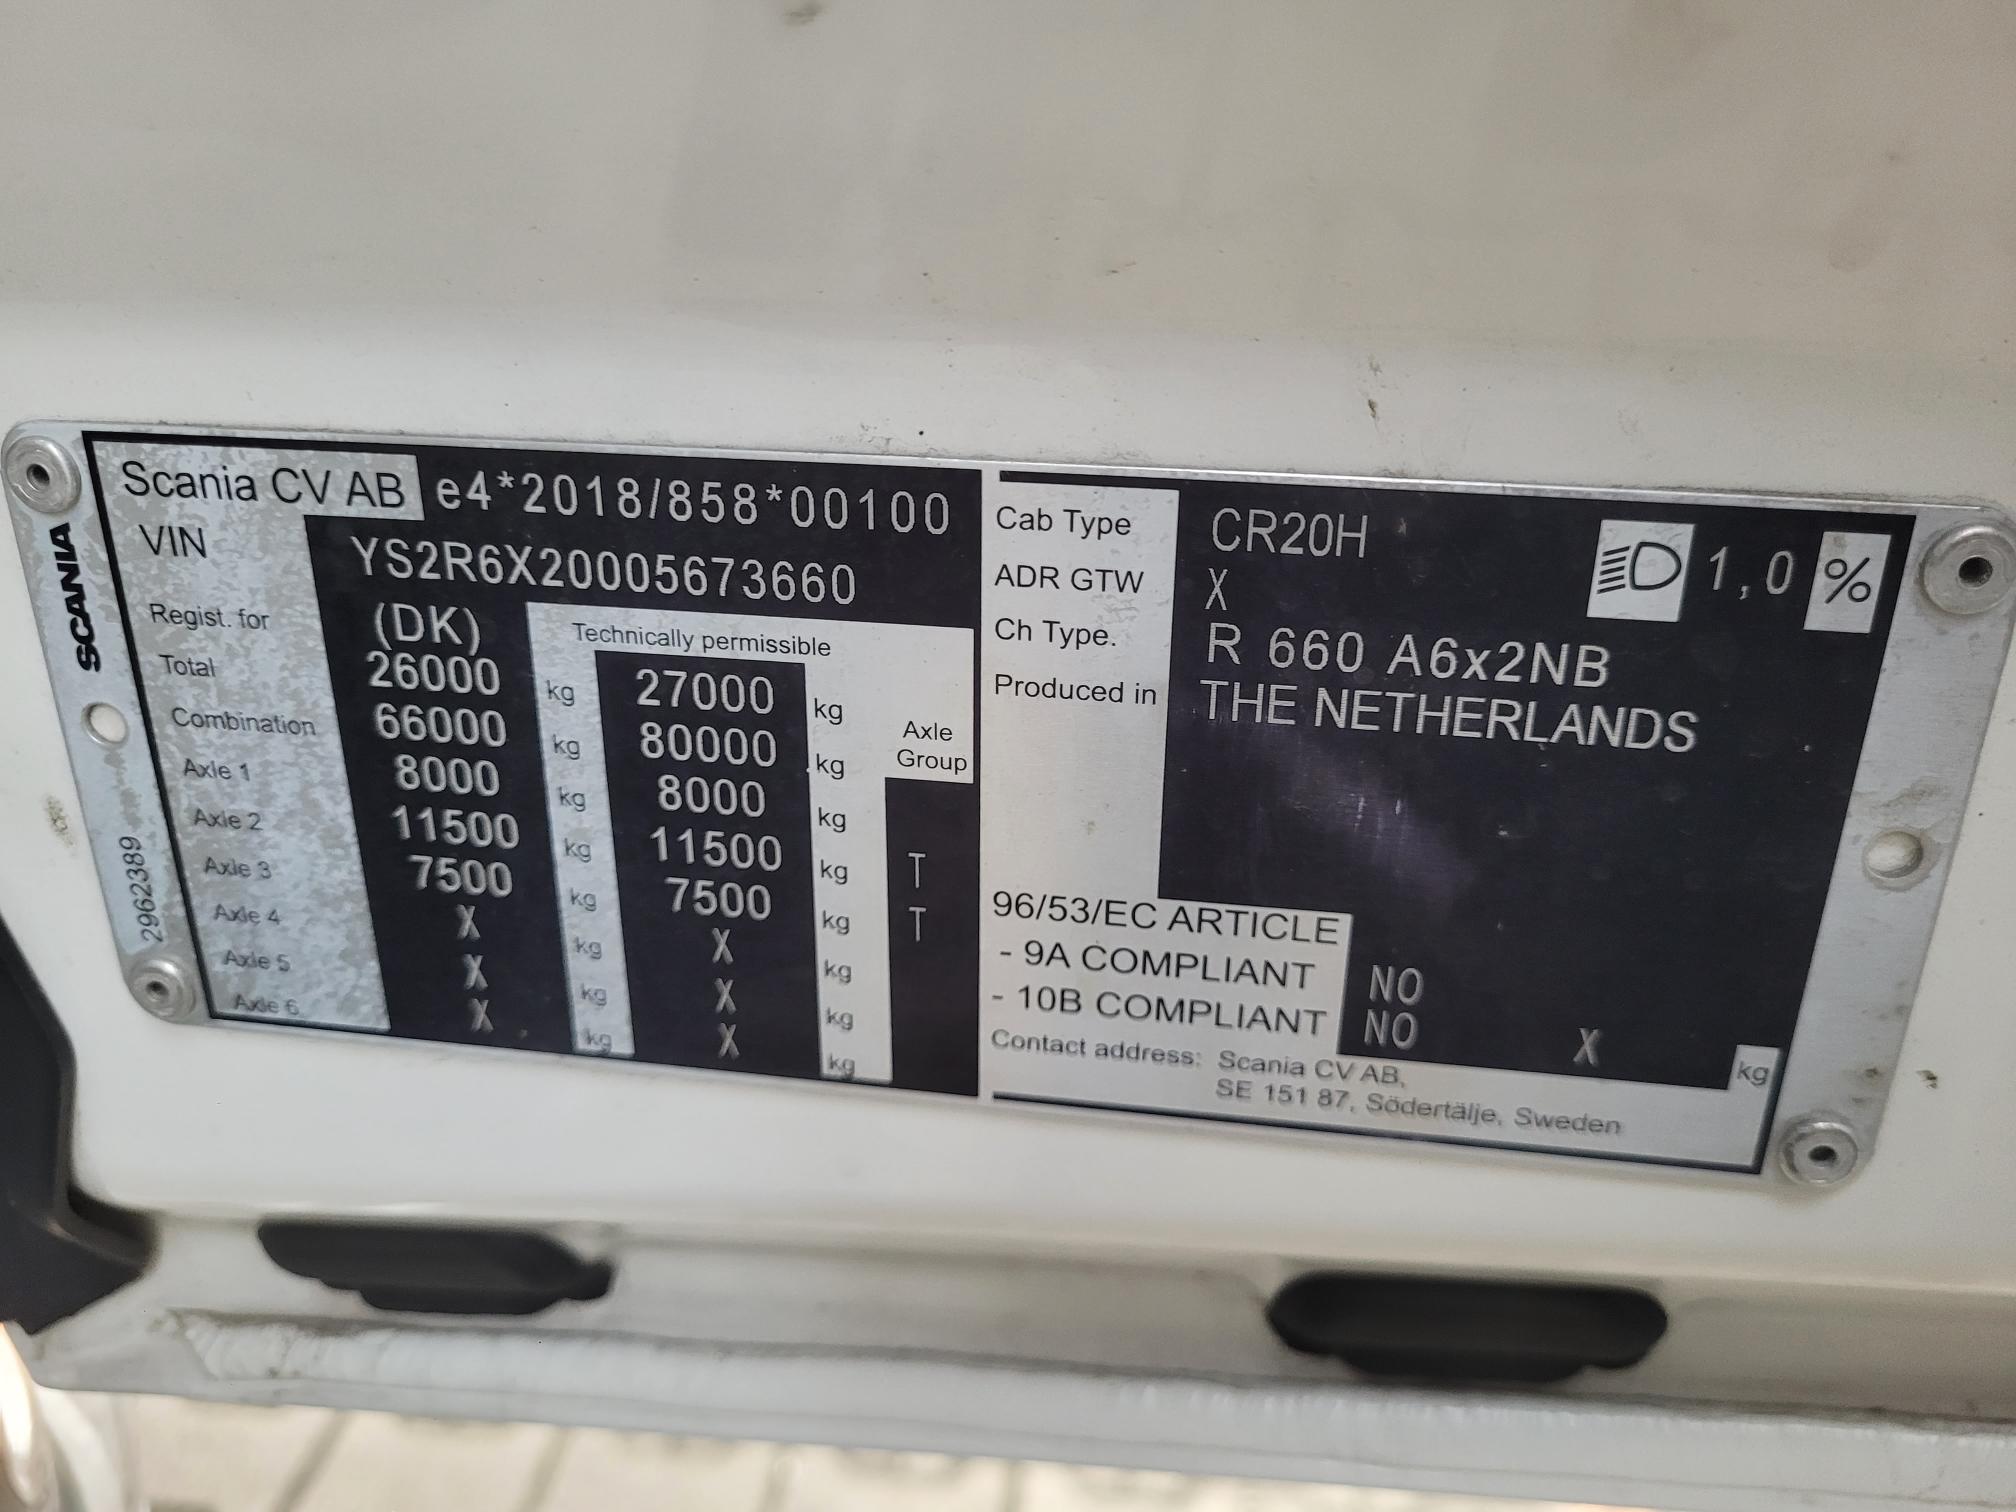 Scania CV AB e4*2018/858*00100
VIN YS2R6X20005673660
Regist. for (DK) Technically permissible
Total 26000 kg 27000 kg
Combination 66000 kg 80000 kg Axle Group
Axle 1 8000 kg 8000 kg
Axle 2 11500 kg 11500 kg T
Axle 3 7500 kg 7500 kg T
Axle 4 X kg X kg
Axle 5 X kg X kg
Axle 6 X kg X kg
SCANIA
2962389
Cab Type CR20H 1,0 %
ADR GTW X
Ch Type. R 660 A6x2NB
Produced in THE NETHERLANDS
96/53/EC ARTICLE
- 9A COMPLIANT NO
- 10B COMPLIANT NO X kg
Contact address: Scania CV AB,
SE 151 87, Södertälje, Sweden